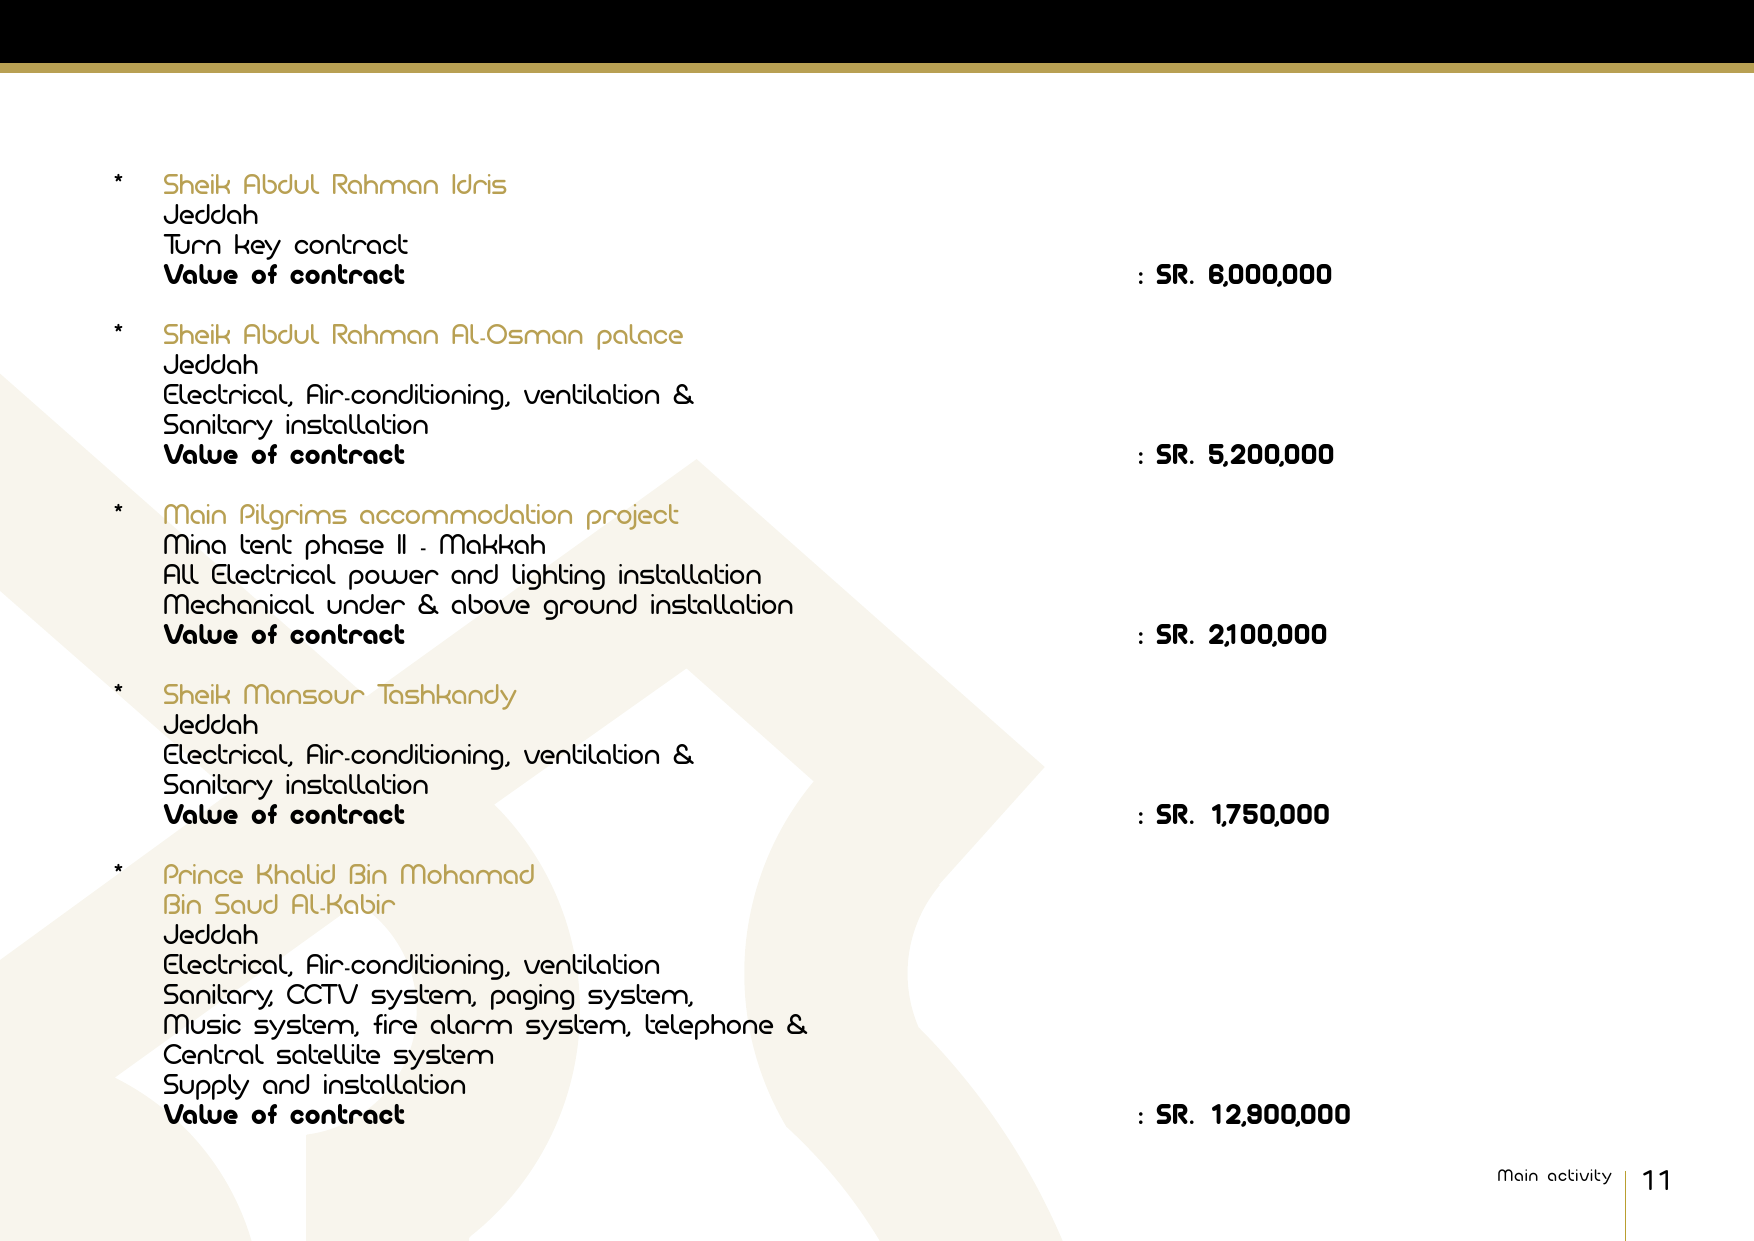 * Sheik Abdul Rahman Idris
Jeddah
Turn key contract
Value of contract : SR. 6,000,000
* Sheik Abdul Rahman Al-Osman palace
Jeddah
Electrical, Air-conditioning, ventilation &
Sanitary installation
Value of contract : SR. 5,200,000
* Main Pilgrims accommodation project
Mina tent phase II - Makkah
All Electrical power and lighting installation
Mechanical under & above ground installation
Value of contract : SR. 2,100,000
* Sheik Mansour Tashkandy
Jeddah
Electrical, Air-conditioning, ventilation &
Sanitary installation
Value of contract : SR. 1,750,000
* Prince Khalid Bin Mohamad
Bin Saud Al-Kabir
Jeddah
Electrical, Air-conditioning, ventilation
Sanitary, CCTV system, paging system,
Music system, fire alarm system, telephone &
Central satellite system
Supply and installation
Value of contract : SR. 12,900,000
Main activity 11